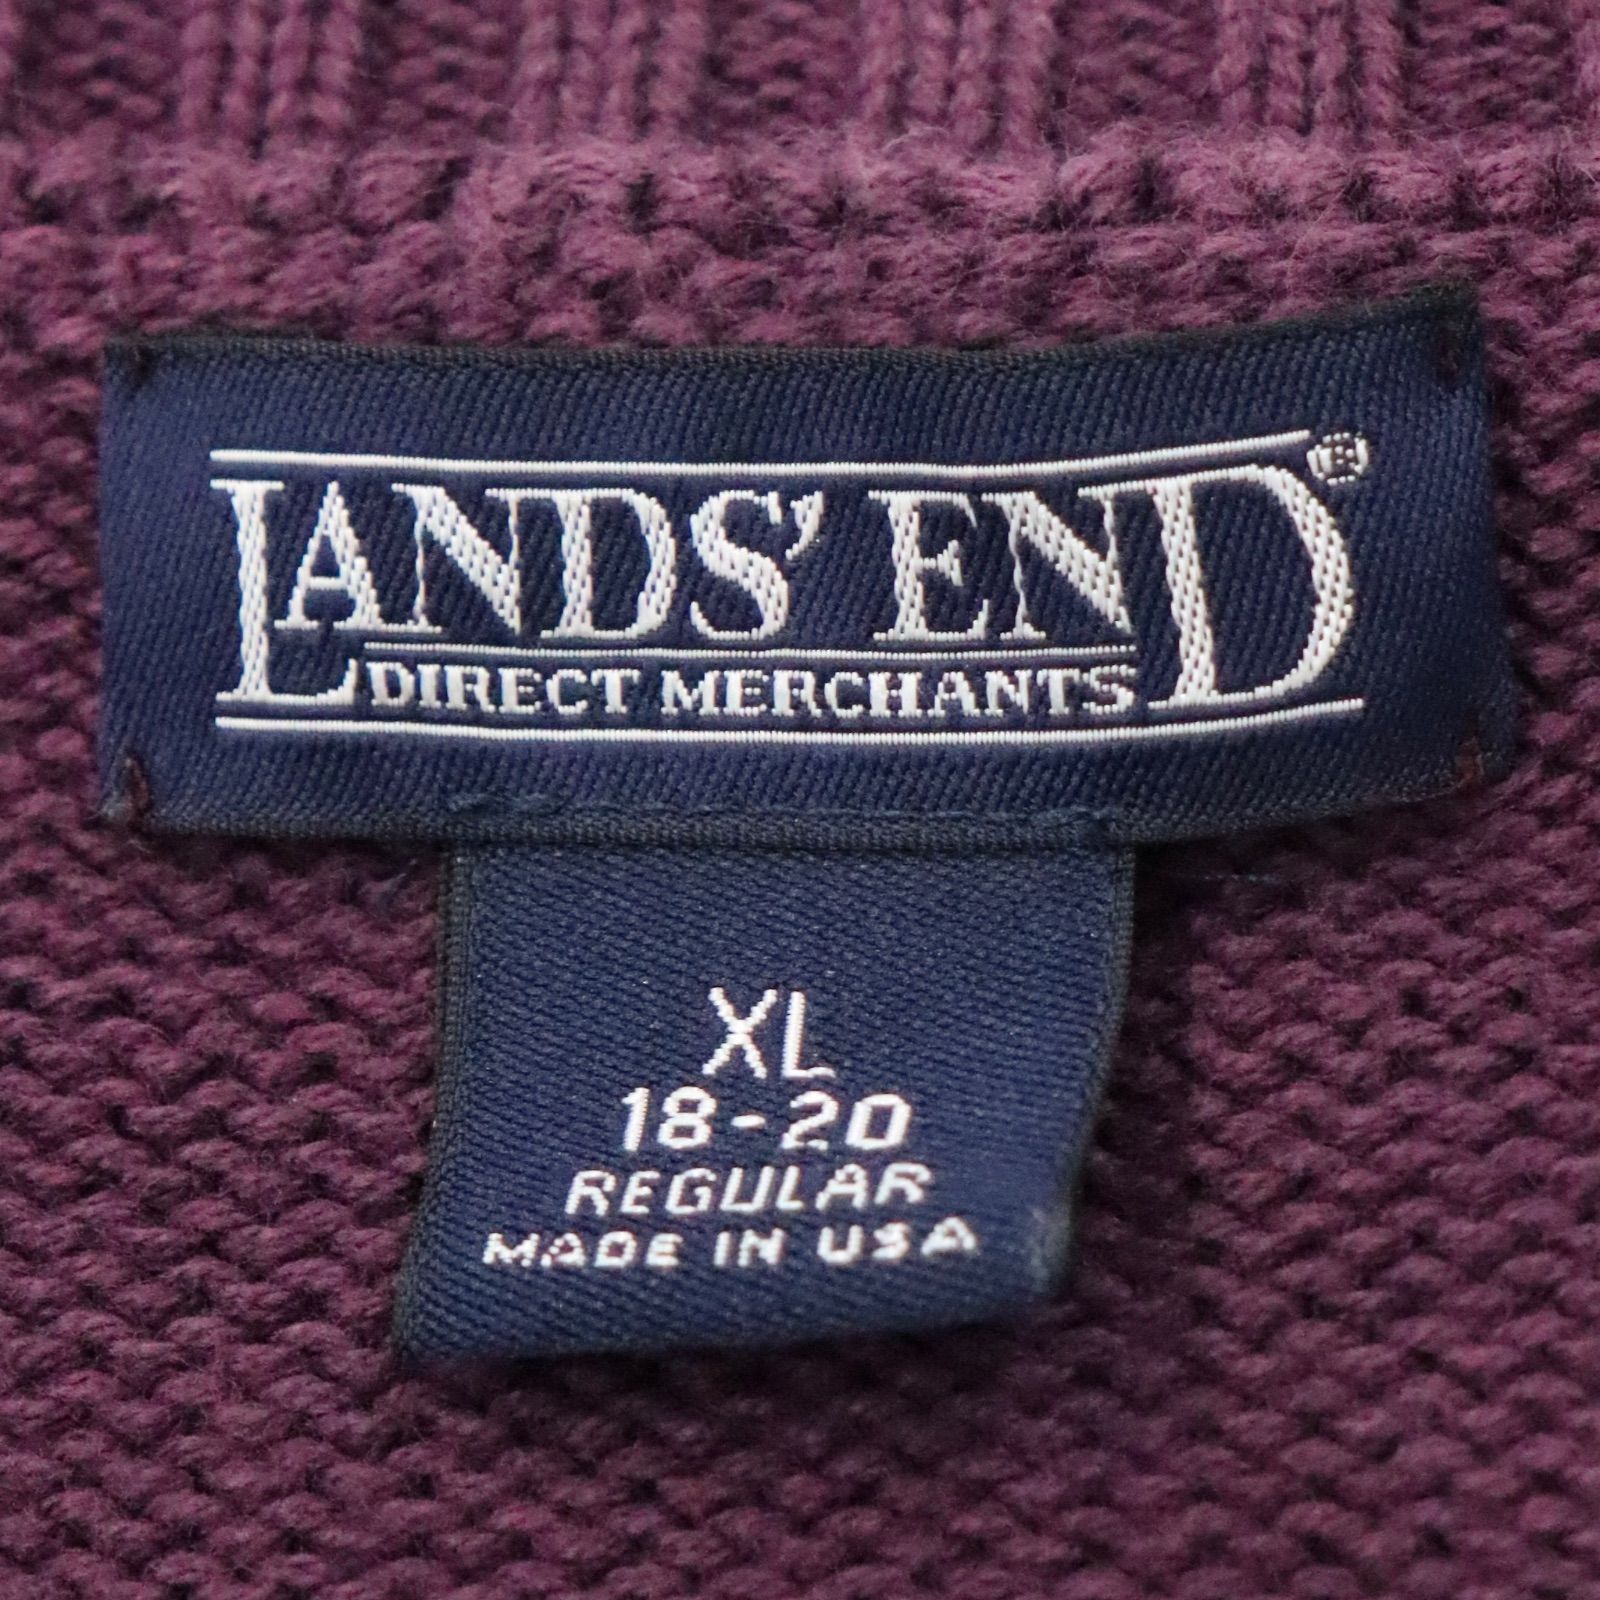 LANDS' END®
DIRECT MERCHANTS
XL
18-20
REGULAR
MADE IN USA